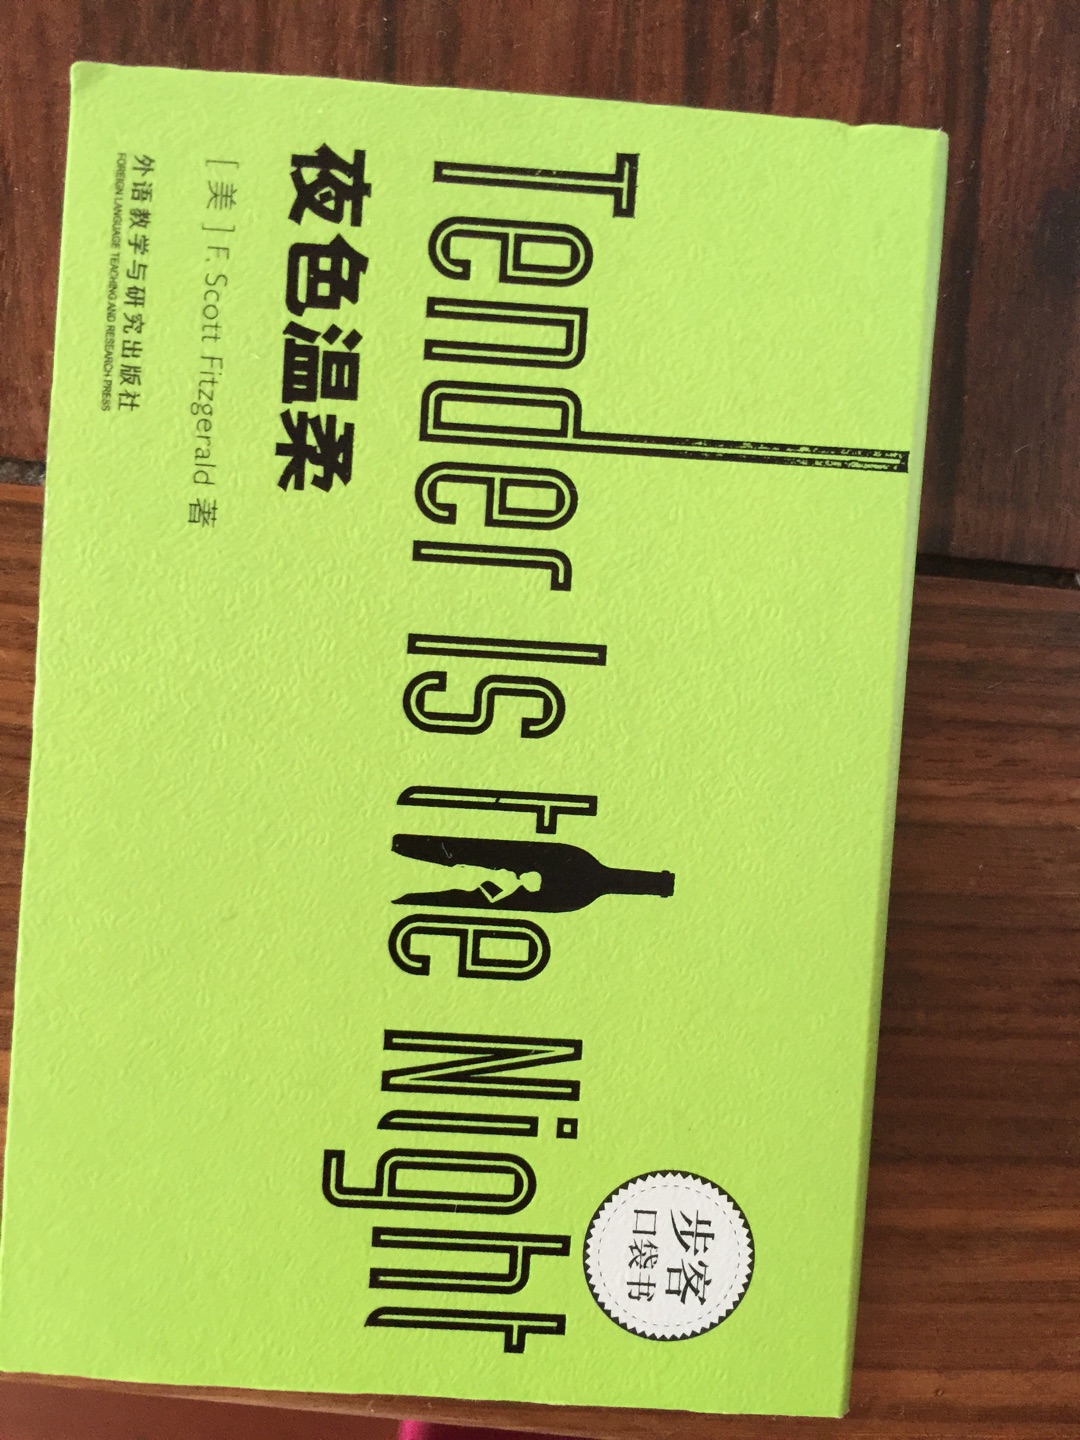 步客
口袋书
Tender Is the Night
夜色温柔
[美] F. Scott Fitzgerald 著
外语教学与研究出版社
FOREIGN LANGUAGE TEACHING AND RESEARCH PRESS